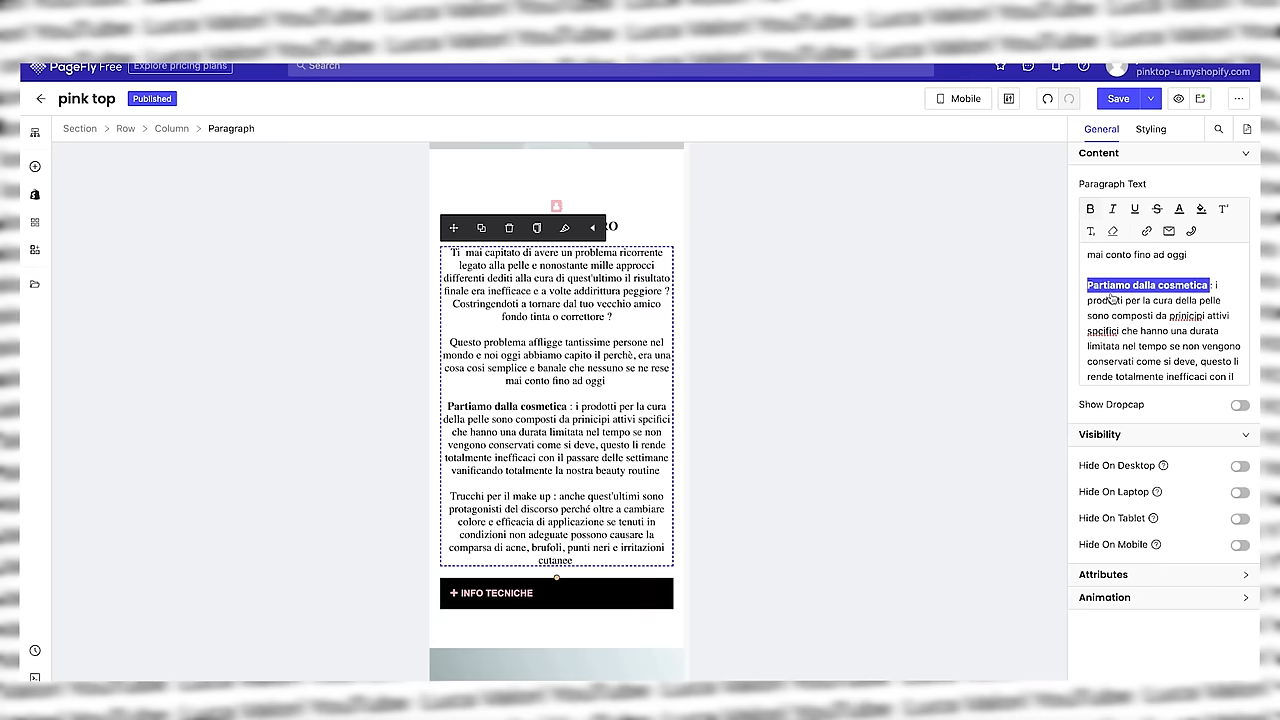 YouTube: Luca Valori YouTube: Luca Valori
PageFly Free
Explore pricing plans
Search
pinktop-u.myshopify.com
pink top
Published
Mobile
Save
Section > Row > Column > Paragraph
General
Styling
Content
RO
Ti mai capitato di avere un problema ricorrente
legato alla pelle e nonostante mille approcci
differenti dediti alla cura di quest'ultimo il risultato
finale era inefficace e a volte addirittura peggiore ?
Costringendoti a tornare dal tuo vecchio amico
fondo tinta o correttore ?
Questo problema affligge tantissime persone nel
mondo e noi oggi abbiamo capito il perchè, era una
cosa cosi semplice e banale che nessuno se ne rese
mai conto fino ad oggi
Partiamo dalla cosmetica : i prodotti per la cura
della pelle sono composti da prinicipi attivi spcifici
che hanno una durata limitata nel tempo se non
vengono conservati come si deve, questo li rende
totalmente inefficaci con il passare delle settimane
vanificando totalmente la nostra beauty routine
Trucchi per il make up : anche quest'ultimi sono
protagonisti del discorso perché oltre a cambiare
colore e efficacia di applicazione se tenuti in
condizioni non adeguate possono causare la
comparsa di acne, brufoli, punti neri e irritazioni
cutanee
+ INFO TECNICHE
Paragraph Text
mai conto fino ad oggi
Partiamo dalla cosmetica : i
prodotti per la cura della pelle
sono composti da prinicipi attivi
spcifici che hanno una durata
limitata nel tempo se non vengono
conservati come si deve, questo li
rende totalmente inefficaci con il
Show Dropcap
Visibility
Hide On Desktop
Hide On Laptop
Hide On Tablet
Hide On Mobile
Attributes
Animation